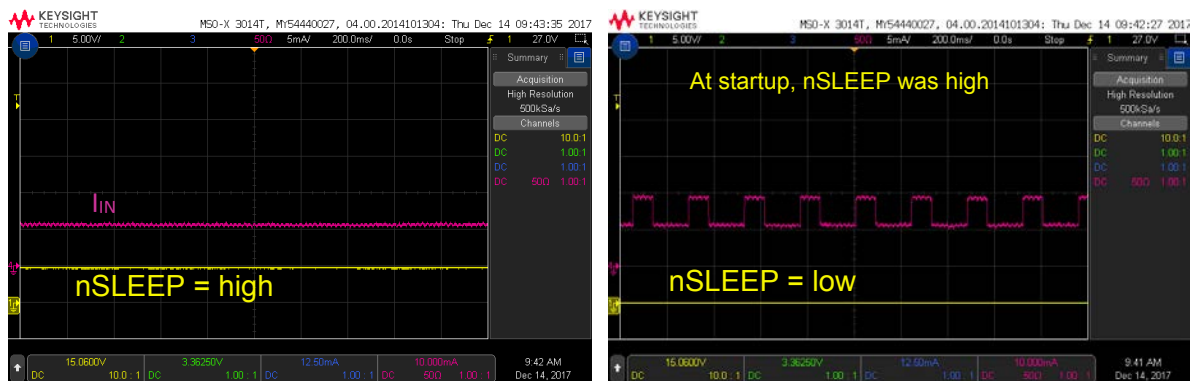 KEYSIGHT
TECHNOLOGIES
MSO-X 3014T, MY54440027, 04.00.2014101304: Thu Dec 14 09:43:35 2017
1 5.00V/ 2 3 50Ω 5mA/ 200.0ms/ 0.0s Stop 1 27.0V
Summary
Acquisition
High Resolution
500kSa/s
Channels
DC 10.0:1
DC 1.00:1
DC 1.00:1
DC 50Ω 1.00:1
IIN
nSLEEP = high
15.0600V 3.36250V 12.50mA 10.000mA
DC 10.0 : 1 DC 1.00 : 1 DC 1.00 : 1 DC 50Ω 1.00 : 1
9:42 AM
Dec 14, 2017
KEYSIGHT
TECHNOLOGIES
MSO-X 3014T, MY54440027, 04.00.2014101304: Thu Dec 14 09:42:27 2017
1 5.00V/ 2 3 50Ω 5mA/ 200.0ms/ 0.0s Stop 1 27.0V
At startup, nSLEEP was high
Summary
Acquisition
High Resolution
500kSa/s
Channels
DC 10.0:1
DC 1.00:1
DC 1.00:1
DC 50Ω 1.00:1
nSLEEP = low
15.0600V 3.36250V 12.50mA 10.000mA
DC 10.0 : 1 DC 1.00 : 1 DC 1.00 : 1 DC 50Ω 1.00 : 1
9:41 AM
Dec 14, 2017